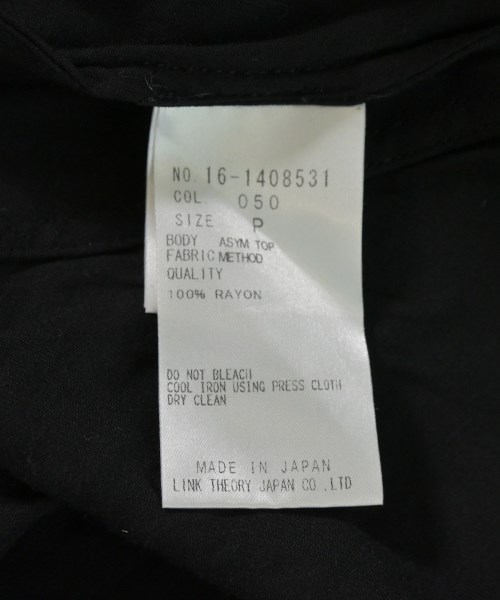 NO. 16-1408531
COL. 050
SIZE P
BODY ASYM TOP
FABRIC METHOD
QUALITY
100% RAYON
DO NOT BLEACH
COOL IRON USING PRESS CLOTH
DRY CLEAN
MADE IN JAPAN
LINK THEORY JAPAN CO.,LTD